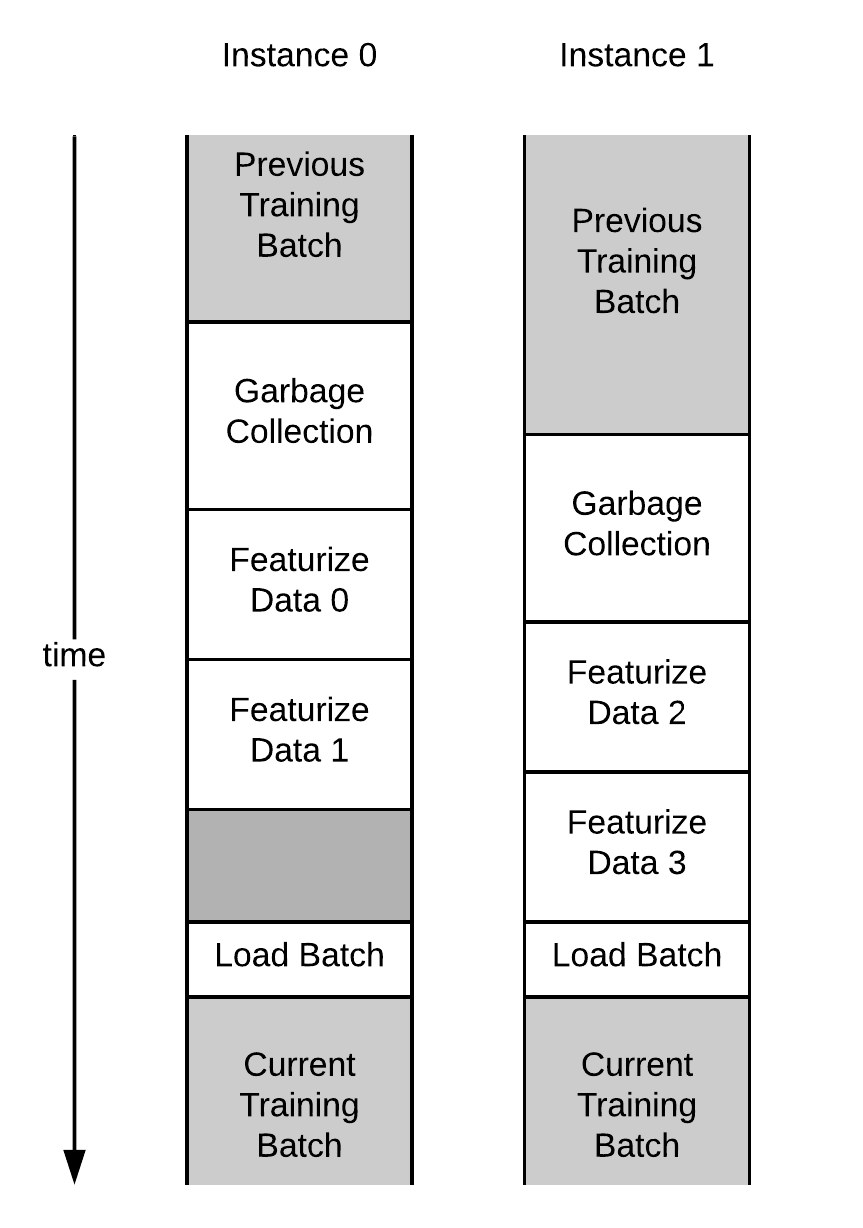 Instance 0
Instance 1
time
Previous
Training
Batch
Garbage
Collection
Featurize
Data 0
Featurize
Data 1
Load Batch
Current
Training
Batch
Previous
Training
Batch
Garbage
Collection
Featurize
Data 2
Featurize
Data 3
Load Batch
Current
Training
Batch